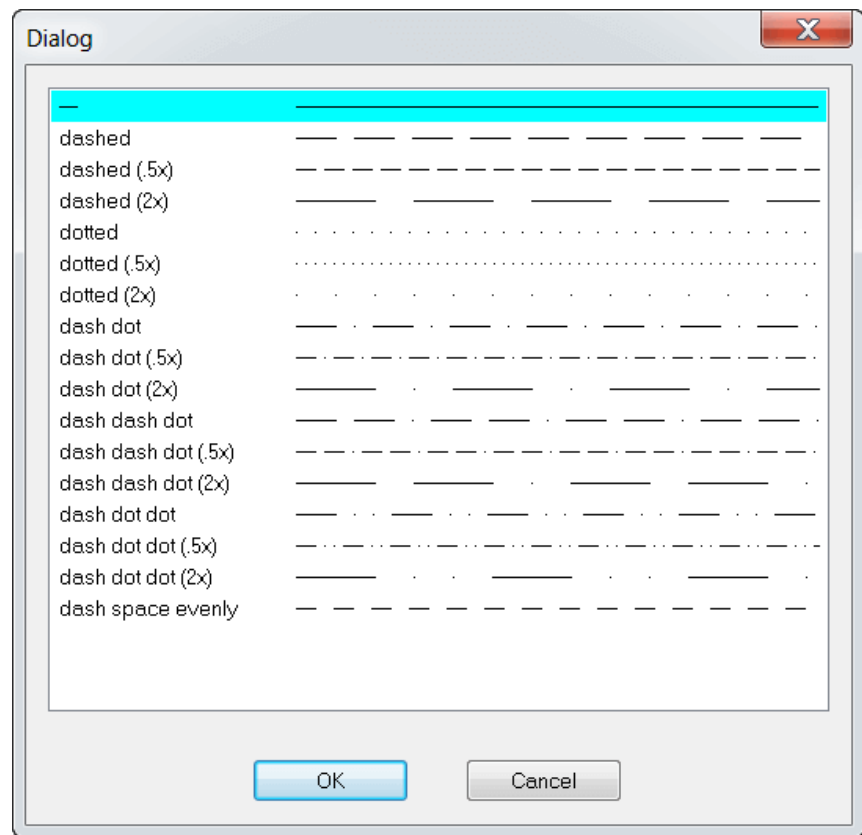 Dialog
—
dashed
dashed (.5x)
dashed (2x)
dotted
dotted (.5x)
dotted (2x)
dash dot
dash dot (.5x)
dash dot (2x)
dash dash dot
dash dash dot (.5x)
dash dash dot (2x)
dash dot dot
dash dot dot (.5x)
dash dot dot (2x)
dash space evenly
OK Cancel